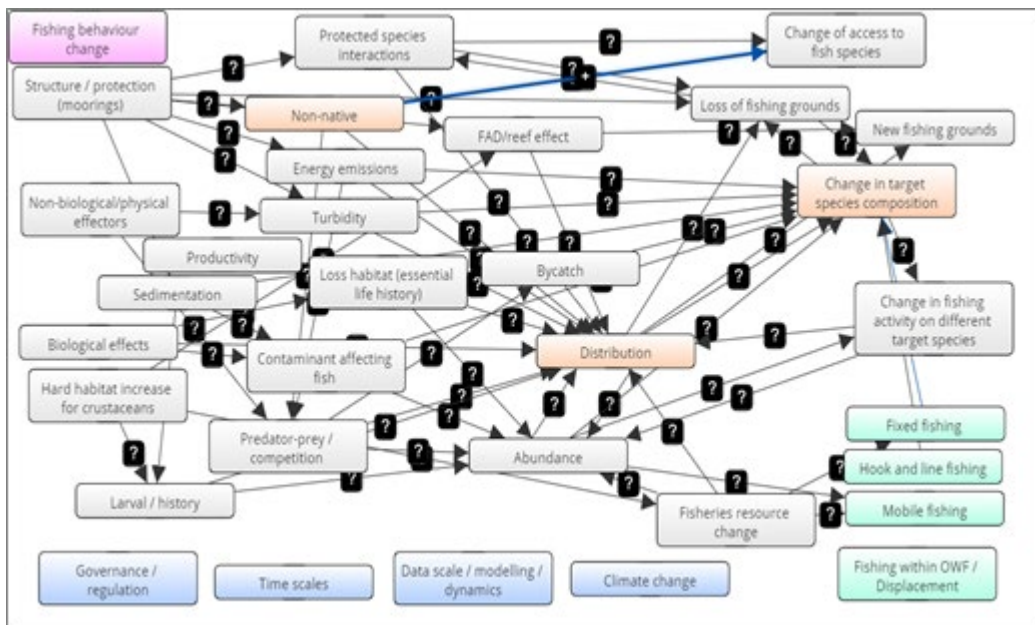 Fishing behaviour
change
Protected species
interactions
Change of access to
fish species
Structure / protection
(moorings)
Non-native
Loss of fishing grounds
FAD/reef effect
New fishing grounds
Energy emissions
Change in target
species composition
Non-biological/physical
effectors
Turbidity
Productivity
Loss habitat (essential
life history)
Bycatch
Sedimentation
Change in fishing
activity on different
target species
Biological effects
Contaminant affecting
fish
Distribution
Hard habitat increase
for crustaceans
Fixed fishing
Predator-prey /
competition
Abundance
Hook and line fishing
Larval / history
Fisheries resource
change
Mobile fishing
Governance /
regulation
Time scales
Data scale / modelling /
dynamics
Climate change
Fishing within OWF /
Displacement